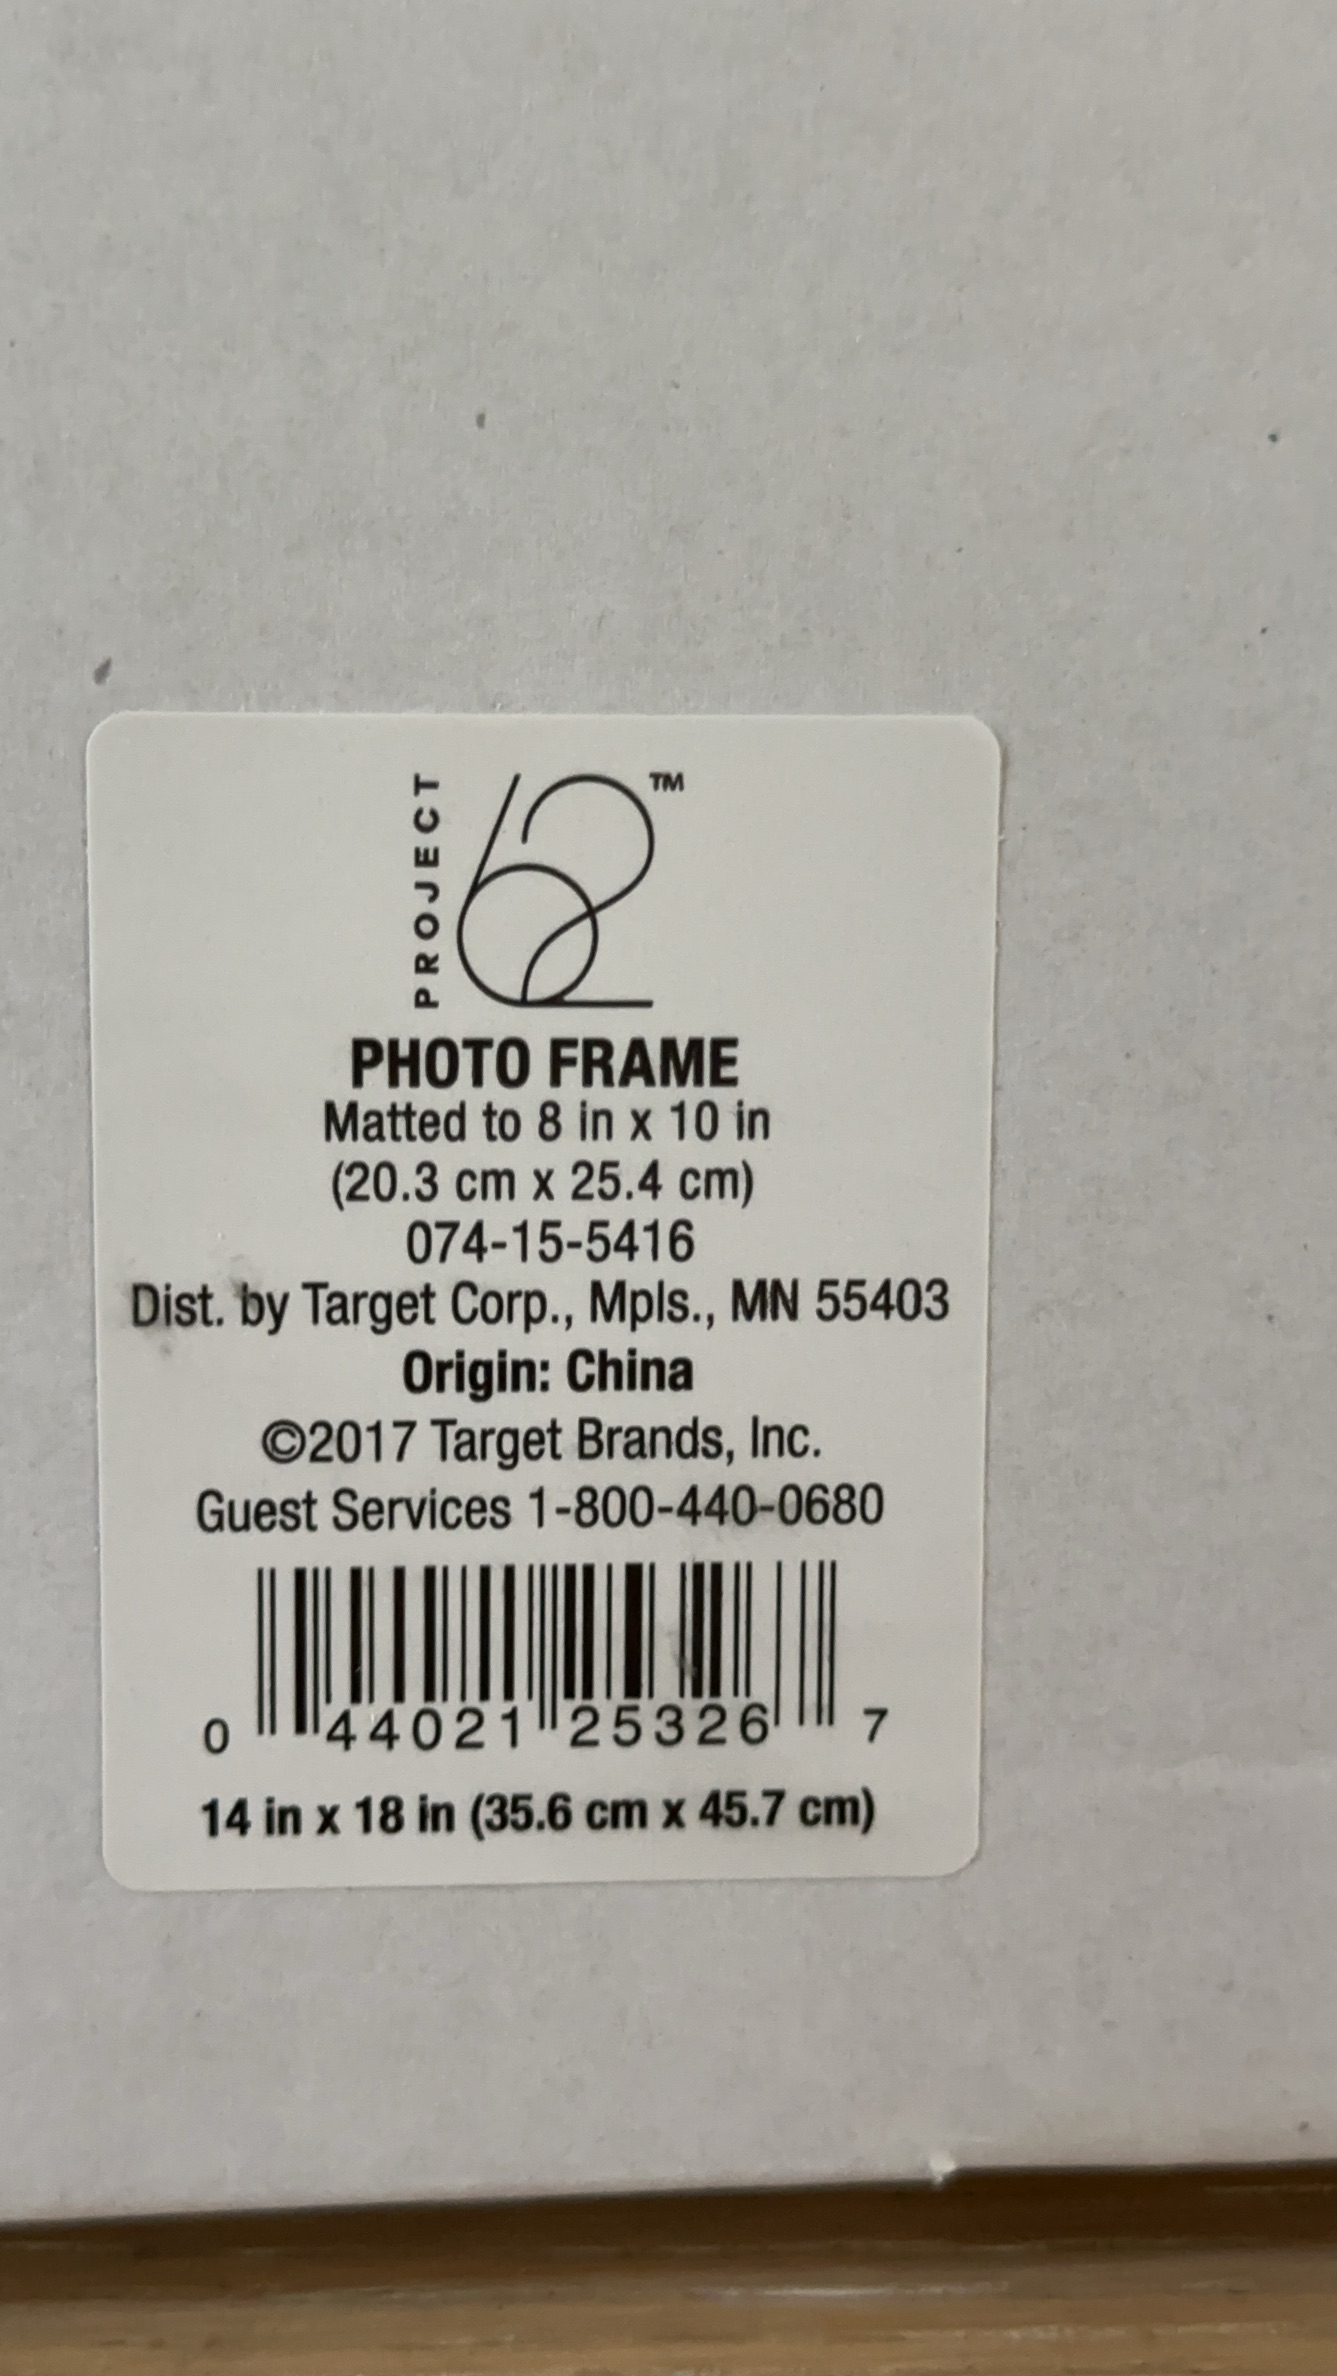 PROJECT 62™
PHOTO FRAME
Matted to 8 in x 10 in
(20.3 cm x 25.4 cm)
074-15-5416
Dist. by Target Corp., Mpls., MN 55403
Origin: China
©2017 Target Brands, Inc.
Guest Services 1-800-440-0680
0 44021 25326 7
14 in x 18 in (35.6 cm x 45.7 cm)